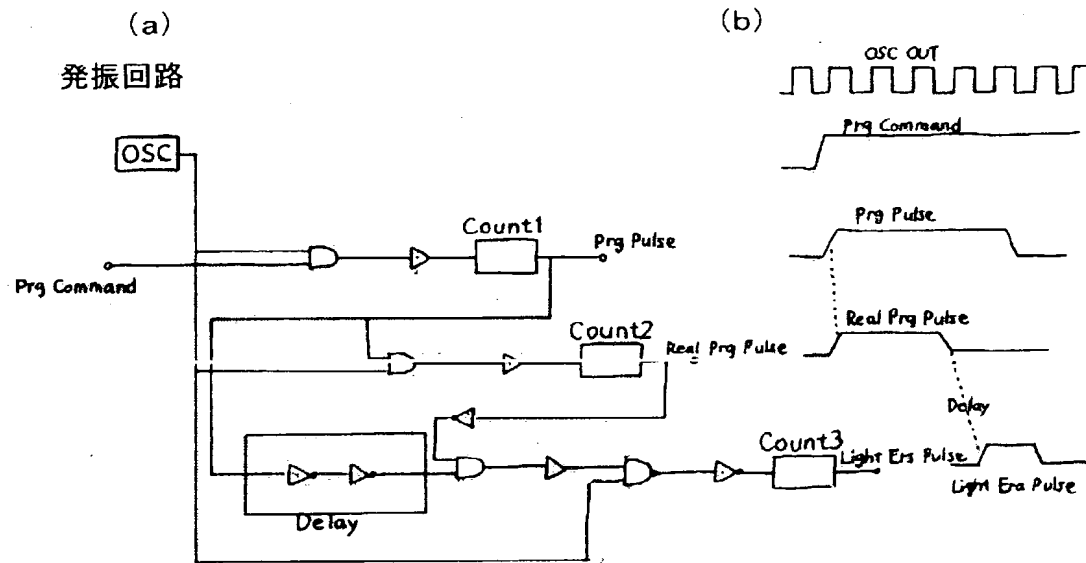 (a)
発振回路
OSC
Prg Command
Count1
Prg Pulse
Count2
Real Prg Pulse
Delay
Count3
Light Ers Pulse
(b)
OSC OUT
Prg Command
Prg Pulse
Real Prg Pulse
Delay
Light Era Pulse